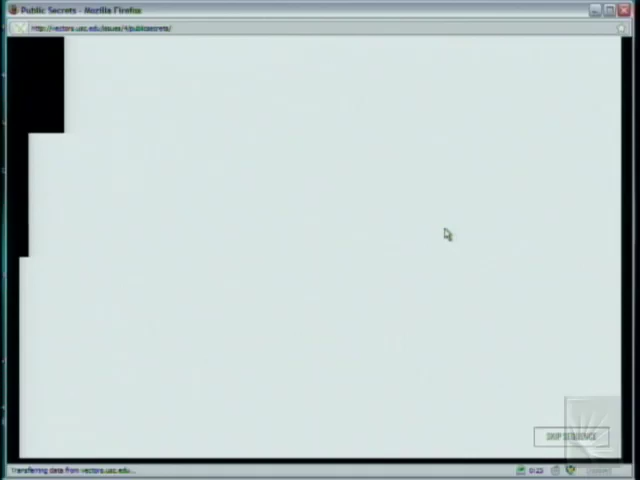 Public Secrets - Mozilla Firefox
http://vectors.usc.edu/issues/4/publicsecrets/
SKIP SEQUENCE
Transferring data from vectors.usc.edu...